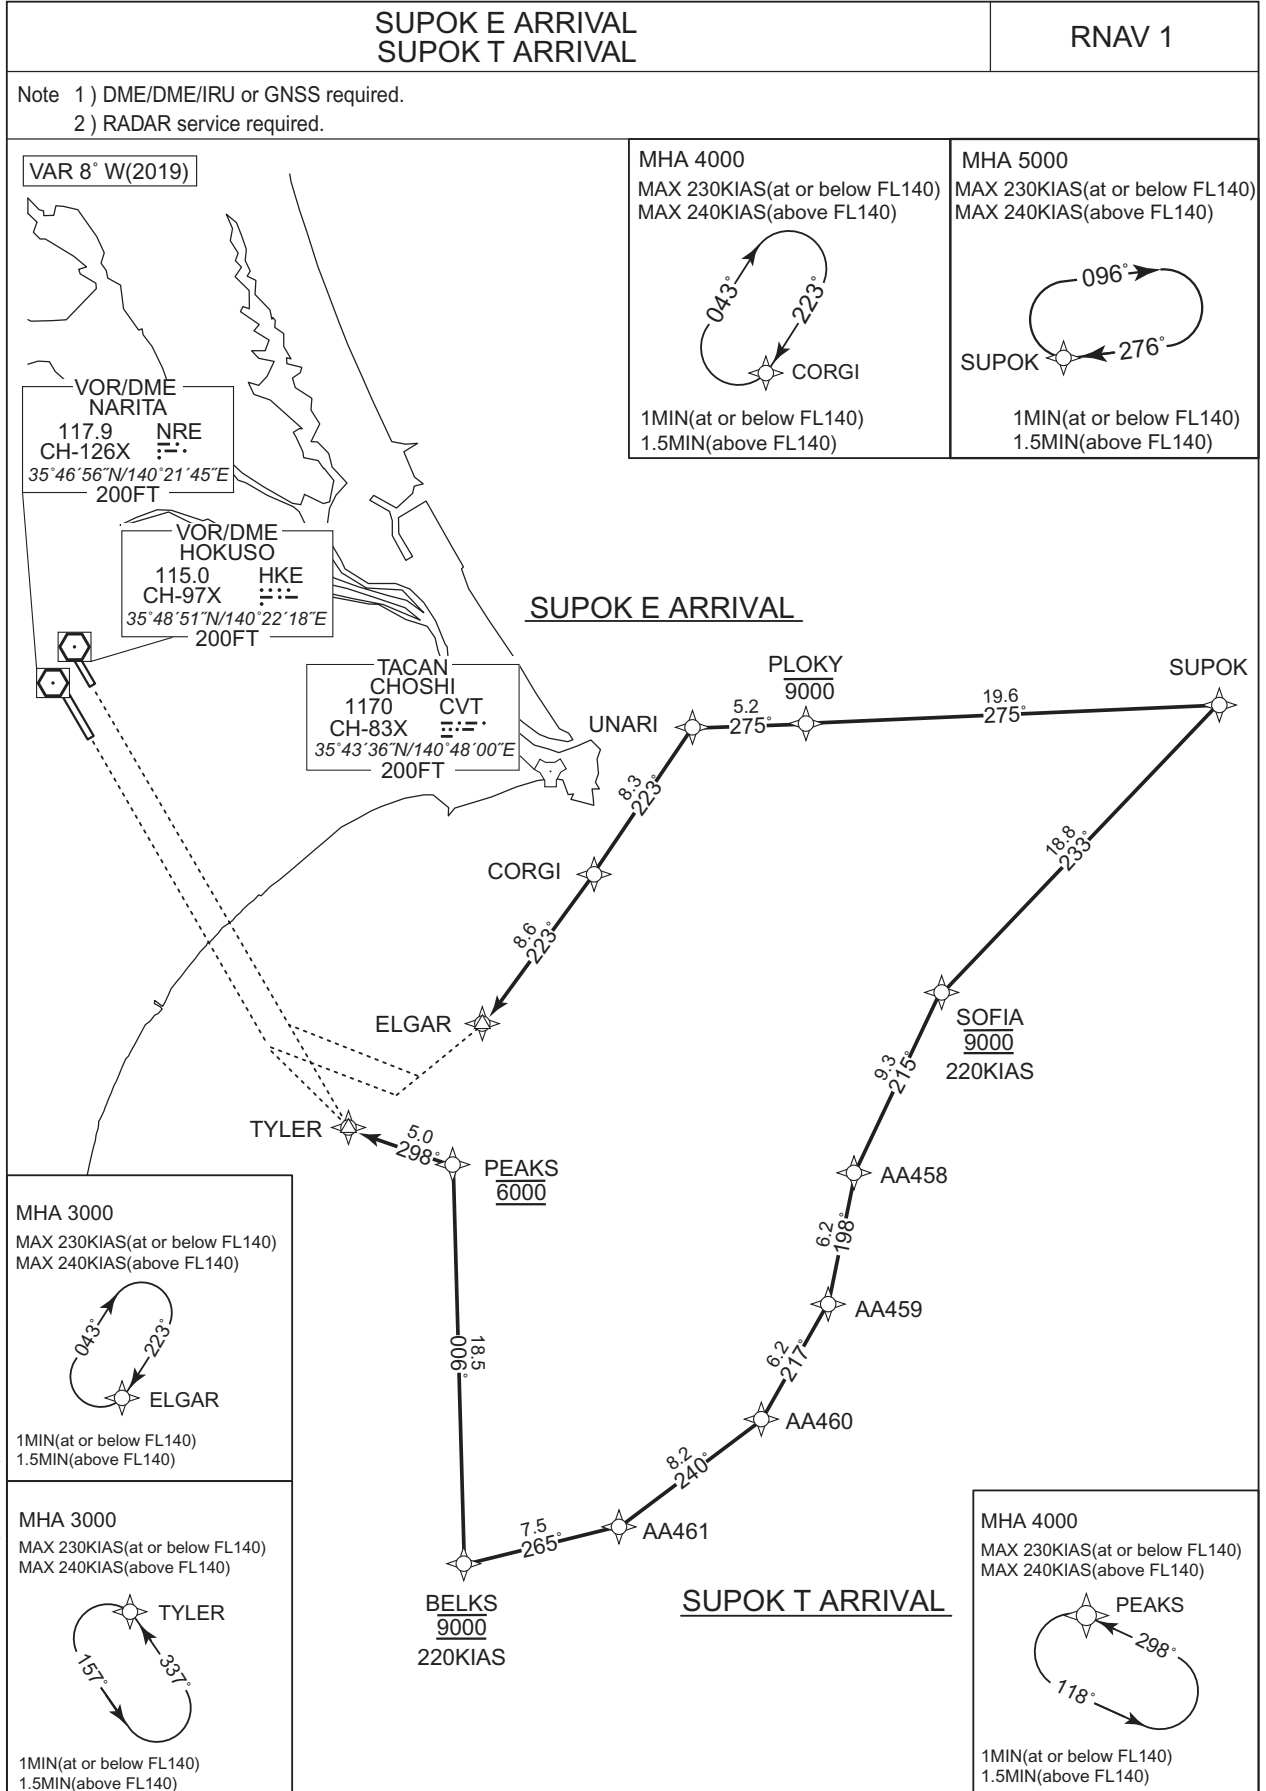 SUPOK E ARRIVAL
SUPOK T ARRIVAL
RNAV 1
Note 1 ) DME/DME/IRU or GNSS required.
2 ) RADAR service required.
VAR 8° W(2019)
MHA 4000
MAX 230KIAS(at or below FL140)
MAX 240KIAS(above FL140)
043°
223°
CORGI
1MIN(at or below FL140)
1.5MIN(above FL140)
MHA 5000
MAX 230KIAS(at or below FL140)
MAX 240KIAS(above FL140)
096°
276°
SUPOK
1MIN(at or below FL140)
1.5MIN(above FL140)
VOR/DME
NARITA
117.9 NRE
CH-126X
35°46´56˝N/140°21´45˝E
200FT
VOR/DME
HOKUSO
115.0 HKE
CH-97X
35°48´51˝N/140°22´18˝E
200FT
TACAN
CHOSHI
1170 CVT
CH-83X
35°43´36˝N/140°48´00˝E
200FT
SUPOK E ARRIVAL
SUPOK
19.6
275°
PLOKY
9000
5.2
275°
UNARI
8.3
223°
CORGI
8.6
223°
ELGAR
18.8
233°
SOFIA
9000
220KIAS
9.3
215°
AA458
6.2
198°
AA459
6.2
217°
AA460
8.2
240°
AA461
7.5
265°
BELKS
9000
220KIAS
18.5
006°
PEAKS
6000
5.0
298°
TYLER
SUPOK T ARRIVAL
MHA 3000
MAX 230KIAS(at or below FL140)
MAX 240KIAS(above FL140)
043°
223°
ELGAR
1MIN(at or below FL140)
1.5MIN(above FL140)
MHA 3000
MAX 230KIAS(at or below FL140)
MAX 240KIAS(above FL140)
TYLER
157°
337°
1MIN(at or below FL140)
1.5MIN(above FL140)
MHA 4000
MAX 230KIAS(at or below FL140)
MAX 240KIAS(above FL140)
PEAKS
298°
118°
1MIN(at or below FL140)
1.5MIN(above FL140)